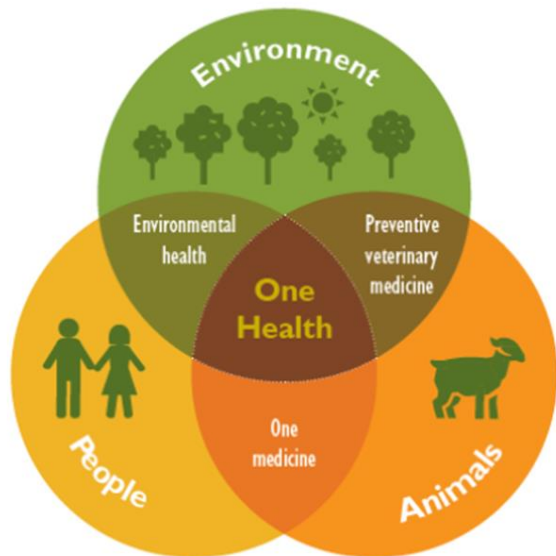 Environment
Environmental
health
Preventive
veterinary
medicine
One
Health
One
medicine
People
Animals